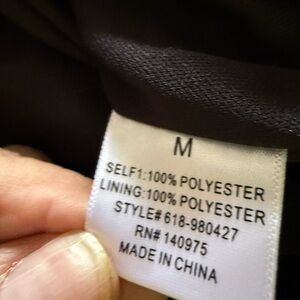 M
SELF1:100% POLYESTER
LINING:100% POLYESTER
STYLE# 618-980427
RN# 140975
MADE IN CHINA